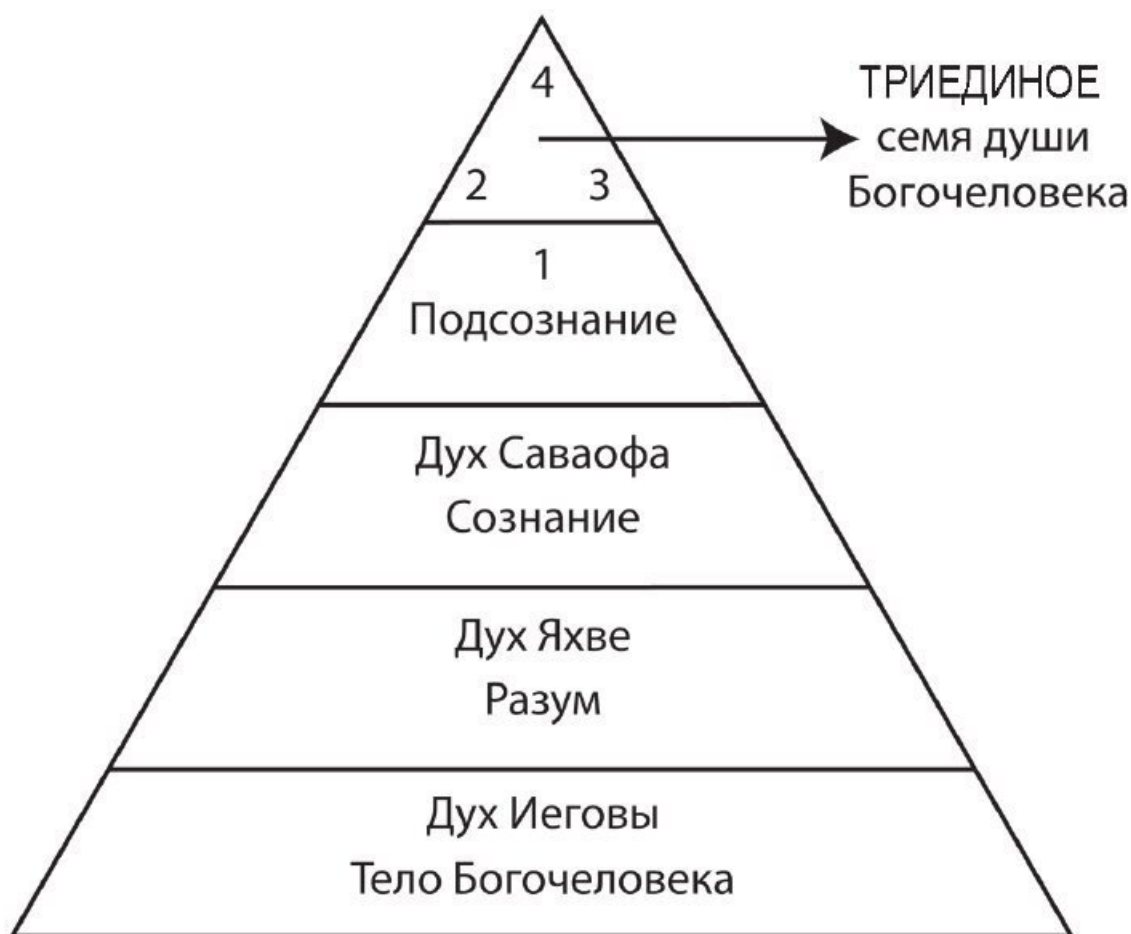 4
ТРИЕДИНОЕ
семя души
Богочеловека
2 3
1
Подсознание
Дух Саваофа
Сознание
Дух Яхве
Разум
Дух Иеговы
Тело Богочеловека